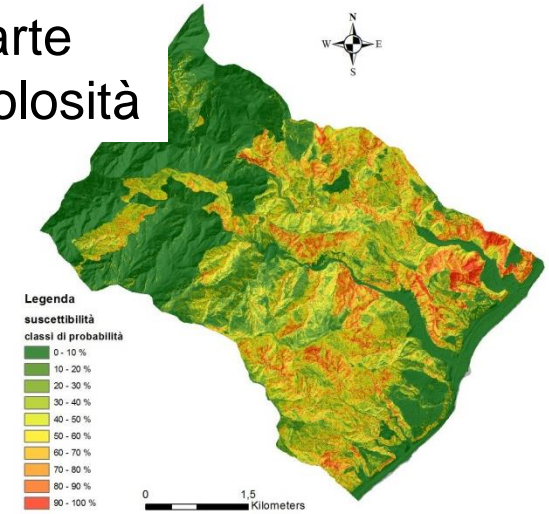 arte
olosità
N
W E
S
Legenda
suscettibilità
classi di probabilità
0 - 10 %
10 - 20 %
20 - 30 %
30 - 40 %
40 - 50 %
50 - 60 %
60 - 70 %
70 - 80 %
80 - 90 %
90 - 100 %
0 1,5
Kilometers